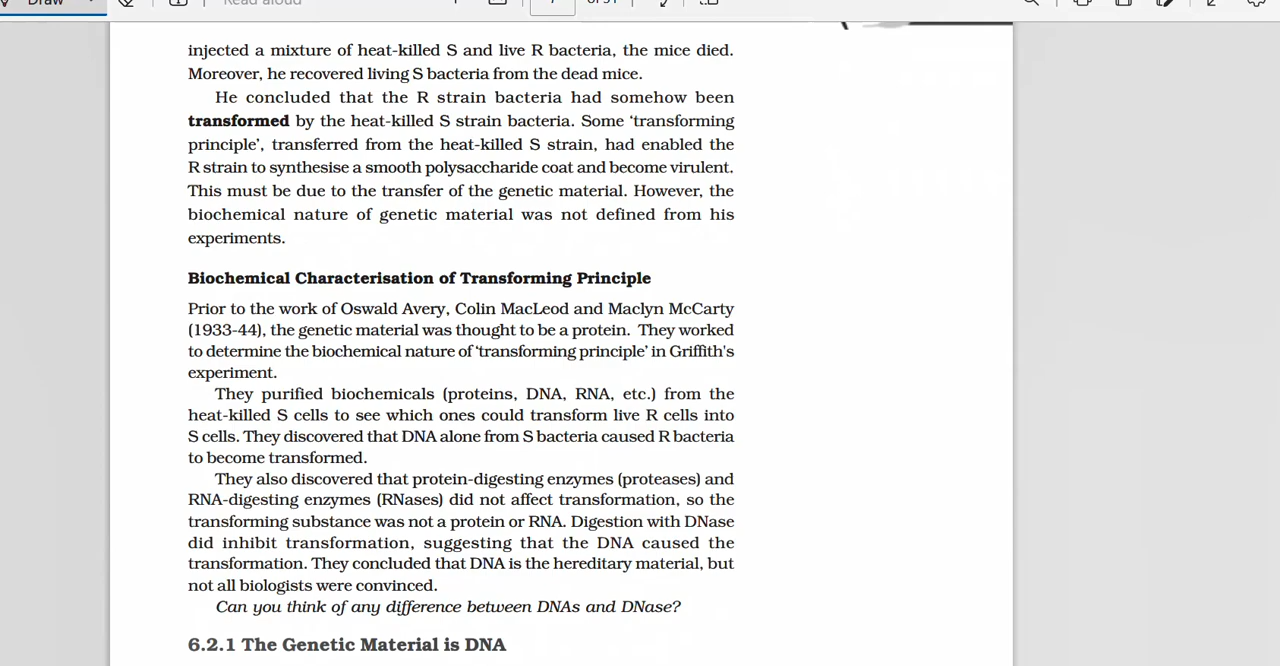 Draw
Read aloud
injected a mixture of heat-killed S and live R bacteria, the mice died.
Moreover, he recovered living S bacteria from the dead mice.
He concluded that the R strain bacteria had somehow been
transformed by the heat-killed S strain bacteria. Some ‘transforming
principle’, transferred from the heat-killed S strain, had enabled the
R strain to synthesise a smooth polysaccharide coat and become virulent.
This must be due to the transfer of the genetic material. However, the
biochemical nature of genetic material was not defined from his
experiments.
Biochemical Characterisation of Transforming Principle
Prior to the work of Oswald Avery, Colin MacLeod and Maclyn McCarty
(1933-44), the genetic material was thought to be a protein. They worked
to determine the biochemical nature of ‘transforming principle’ in Griffith's
experiment.
They purified biochemicals (proteins, DNA, RNA, etc.) from the
heat-killed S cells to see which ones could transform live R cells into
S cells. They discovered that DNA alone from S bacteria caused R bacteria
to become transformed.
They also discovered that protein-digesting enzymes (proteases) and
RNA-digesting enzymes (RNases) did not affect transformation, so the
transforming substance was not a protein or RNA. Digestion with DNase
did inhibit transformation, suggesting that the DNA caused the
transformation. They concluded that DNA is the hereditary material, but
not all biologists were convinced.
Can you think of any difference between DNAs and DNase?
6.2.1 The Genetic Material is DNA